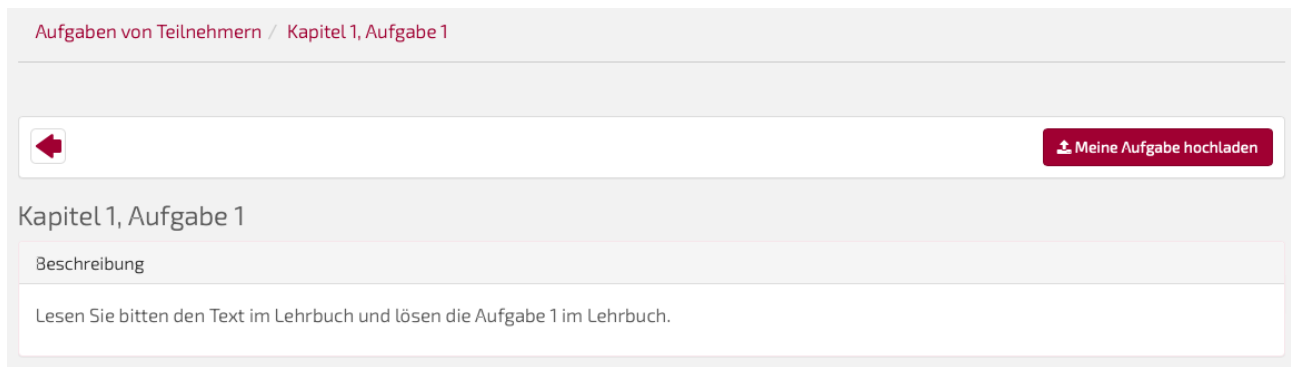 Aufgaben von Teilnehmern / Kapitel 1, Aufgabe 1
Meine Aufgabe hochladen
Kapitel 1, Aufgabe 1
Beschreibung
Lesen Sie bitten den Text im Lehrbuch und lösen die Aufgabe 1 im Lehrbuch.